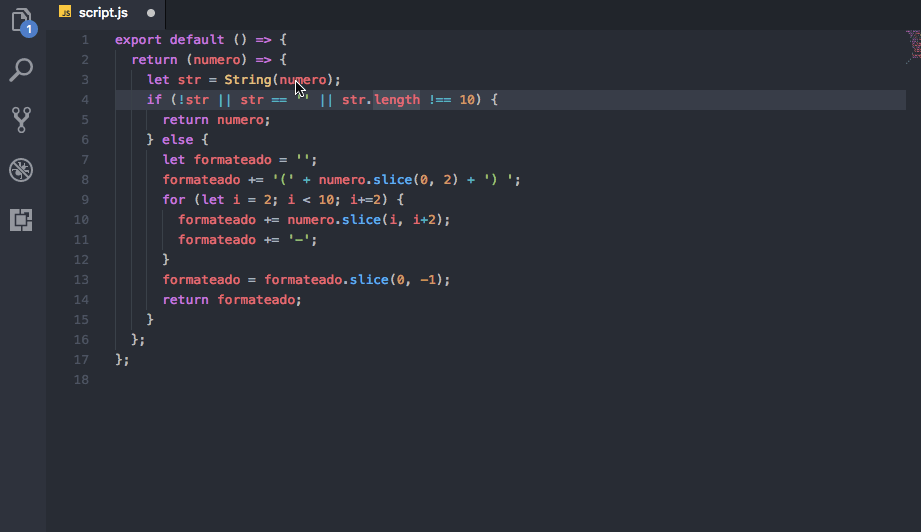 JS script.js
1
1 export default () => {
2 return (numero) => {
3 let str = String(numero);
4 if (!str || str == '' || str.length !== 10) {
5 return numero;
6 } else {
7 let formateado = '';
8 formateado += '(' + numero.slice(0, 2) + ') ';
9 for (let i = 2; i < 10; i+=2) {
10 formateado += numero.slice(i, i+2);
11 formateado += '-';
12 }
13 formateado = formateado.slice(0, -1);
14 return formateado;
15 }
16 };
17 };
18